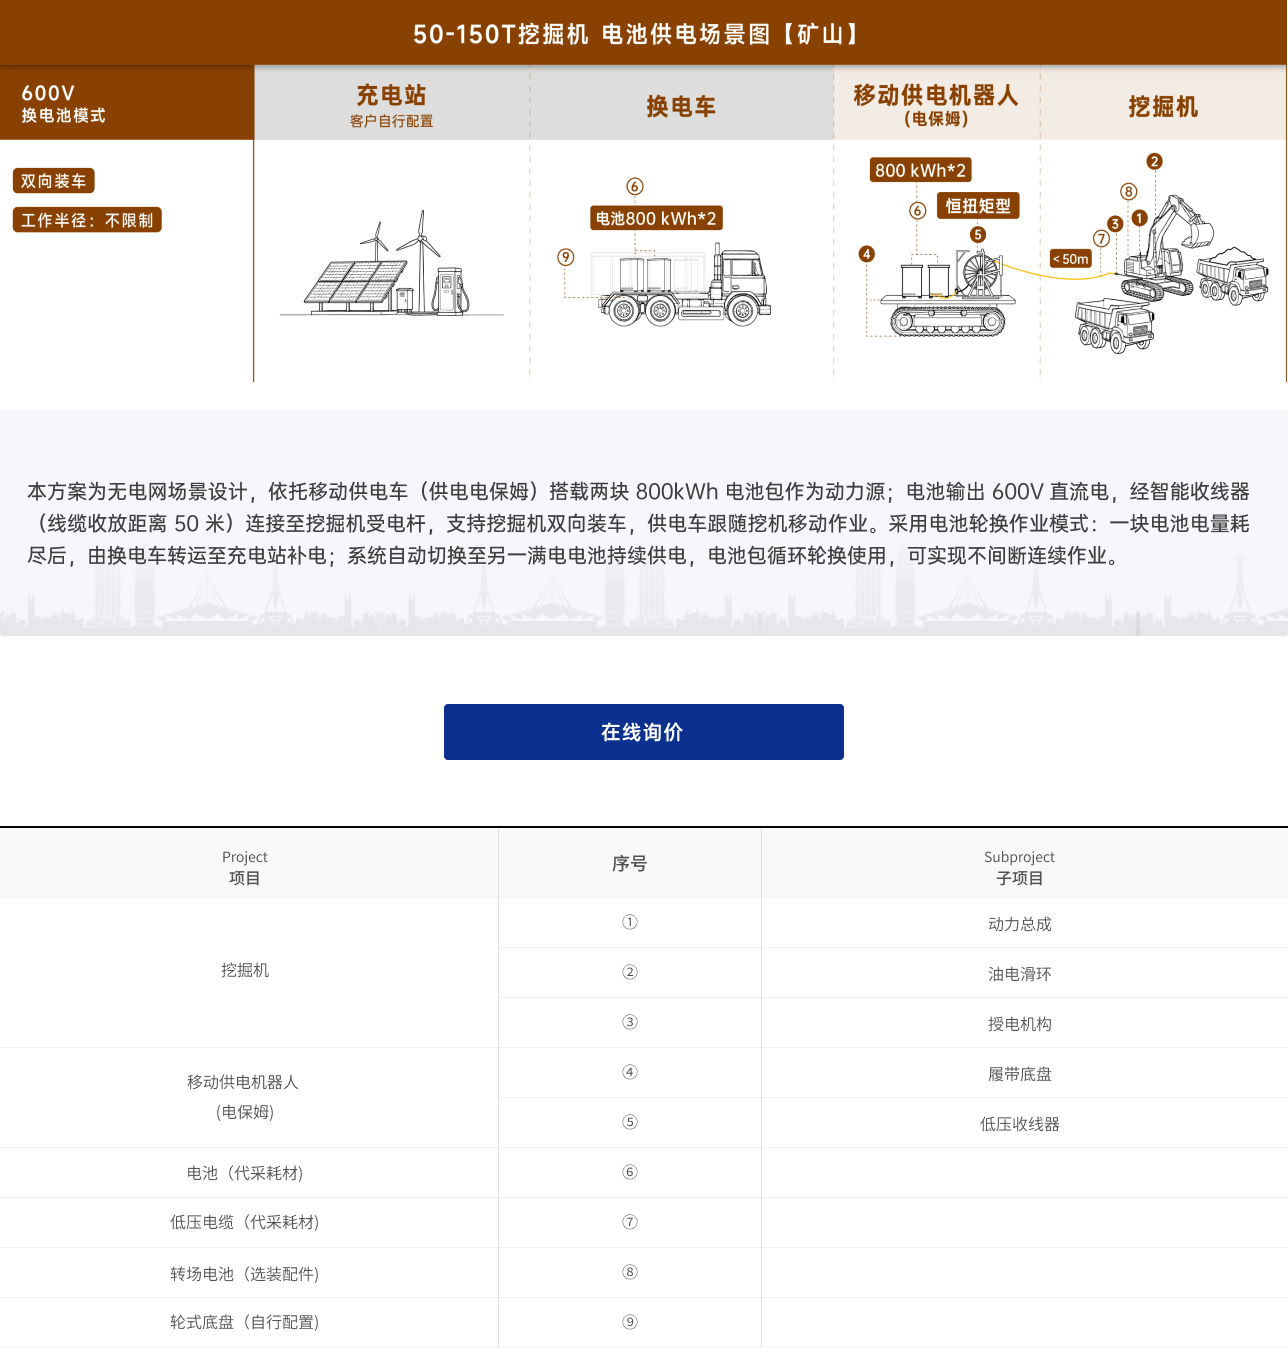 50-150T挖掘机 电池供电场景图【矿山】
600V
换电池模式
充电站
客户自行配置
换电车
移动供电机器人
(电保姆)
挖掘机
双向装车
工作半径：不限制
⑥
电池800 kWh*2
⑨
800 kWh*2
⑥
恒扭矩型
❺
❹
❷
⑧
❸
❶
⑦
<50m
本方案为无电网场景设计，依托移动供电车（供电电保姆）搭载两块 800kWh 电池包作为动力源；电池输出 600V 直流电，经智能收线器
（线缆收放距离 50 米）连接至挖掘机受电杆，支持挖掘机双向装车，供电车跟随挖机移动作业。采用电池轮换作业模式：一块电池电量耗
尽后，由换电车转运至充电站补电；系统自动切换至另一满电电池持续供电，电池包循环轮换使用，可实现不间断连续作业。
在线询价
Project
项目
序号
Subproject
子项目
挖掘机
①
动力总成
②
油电滑环
③
授电机构
移动供电机器人
(电保姆)
④
履带底盘
⑤
低压收线器
电池（代采耗材)
⑥
低压电缆（代采耗材)
⑦
转场电池（选装配件)
⑧
轮式底盘（自行配置)
⑨